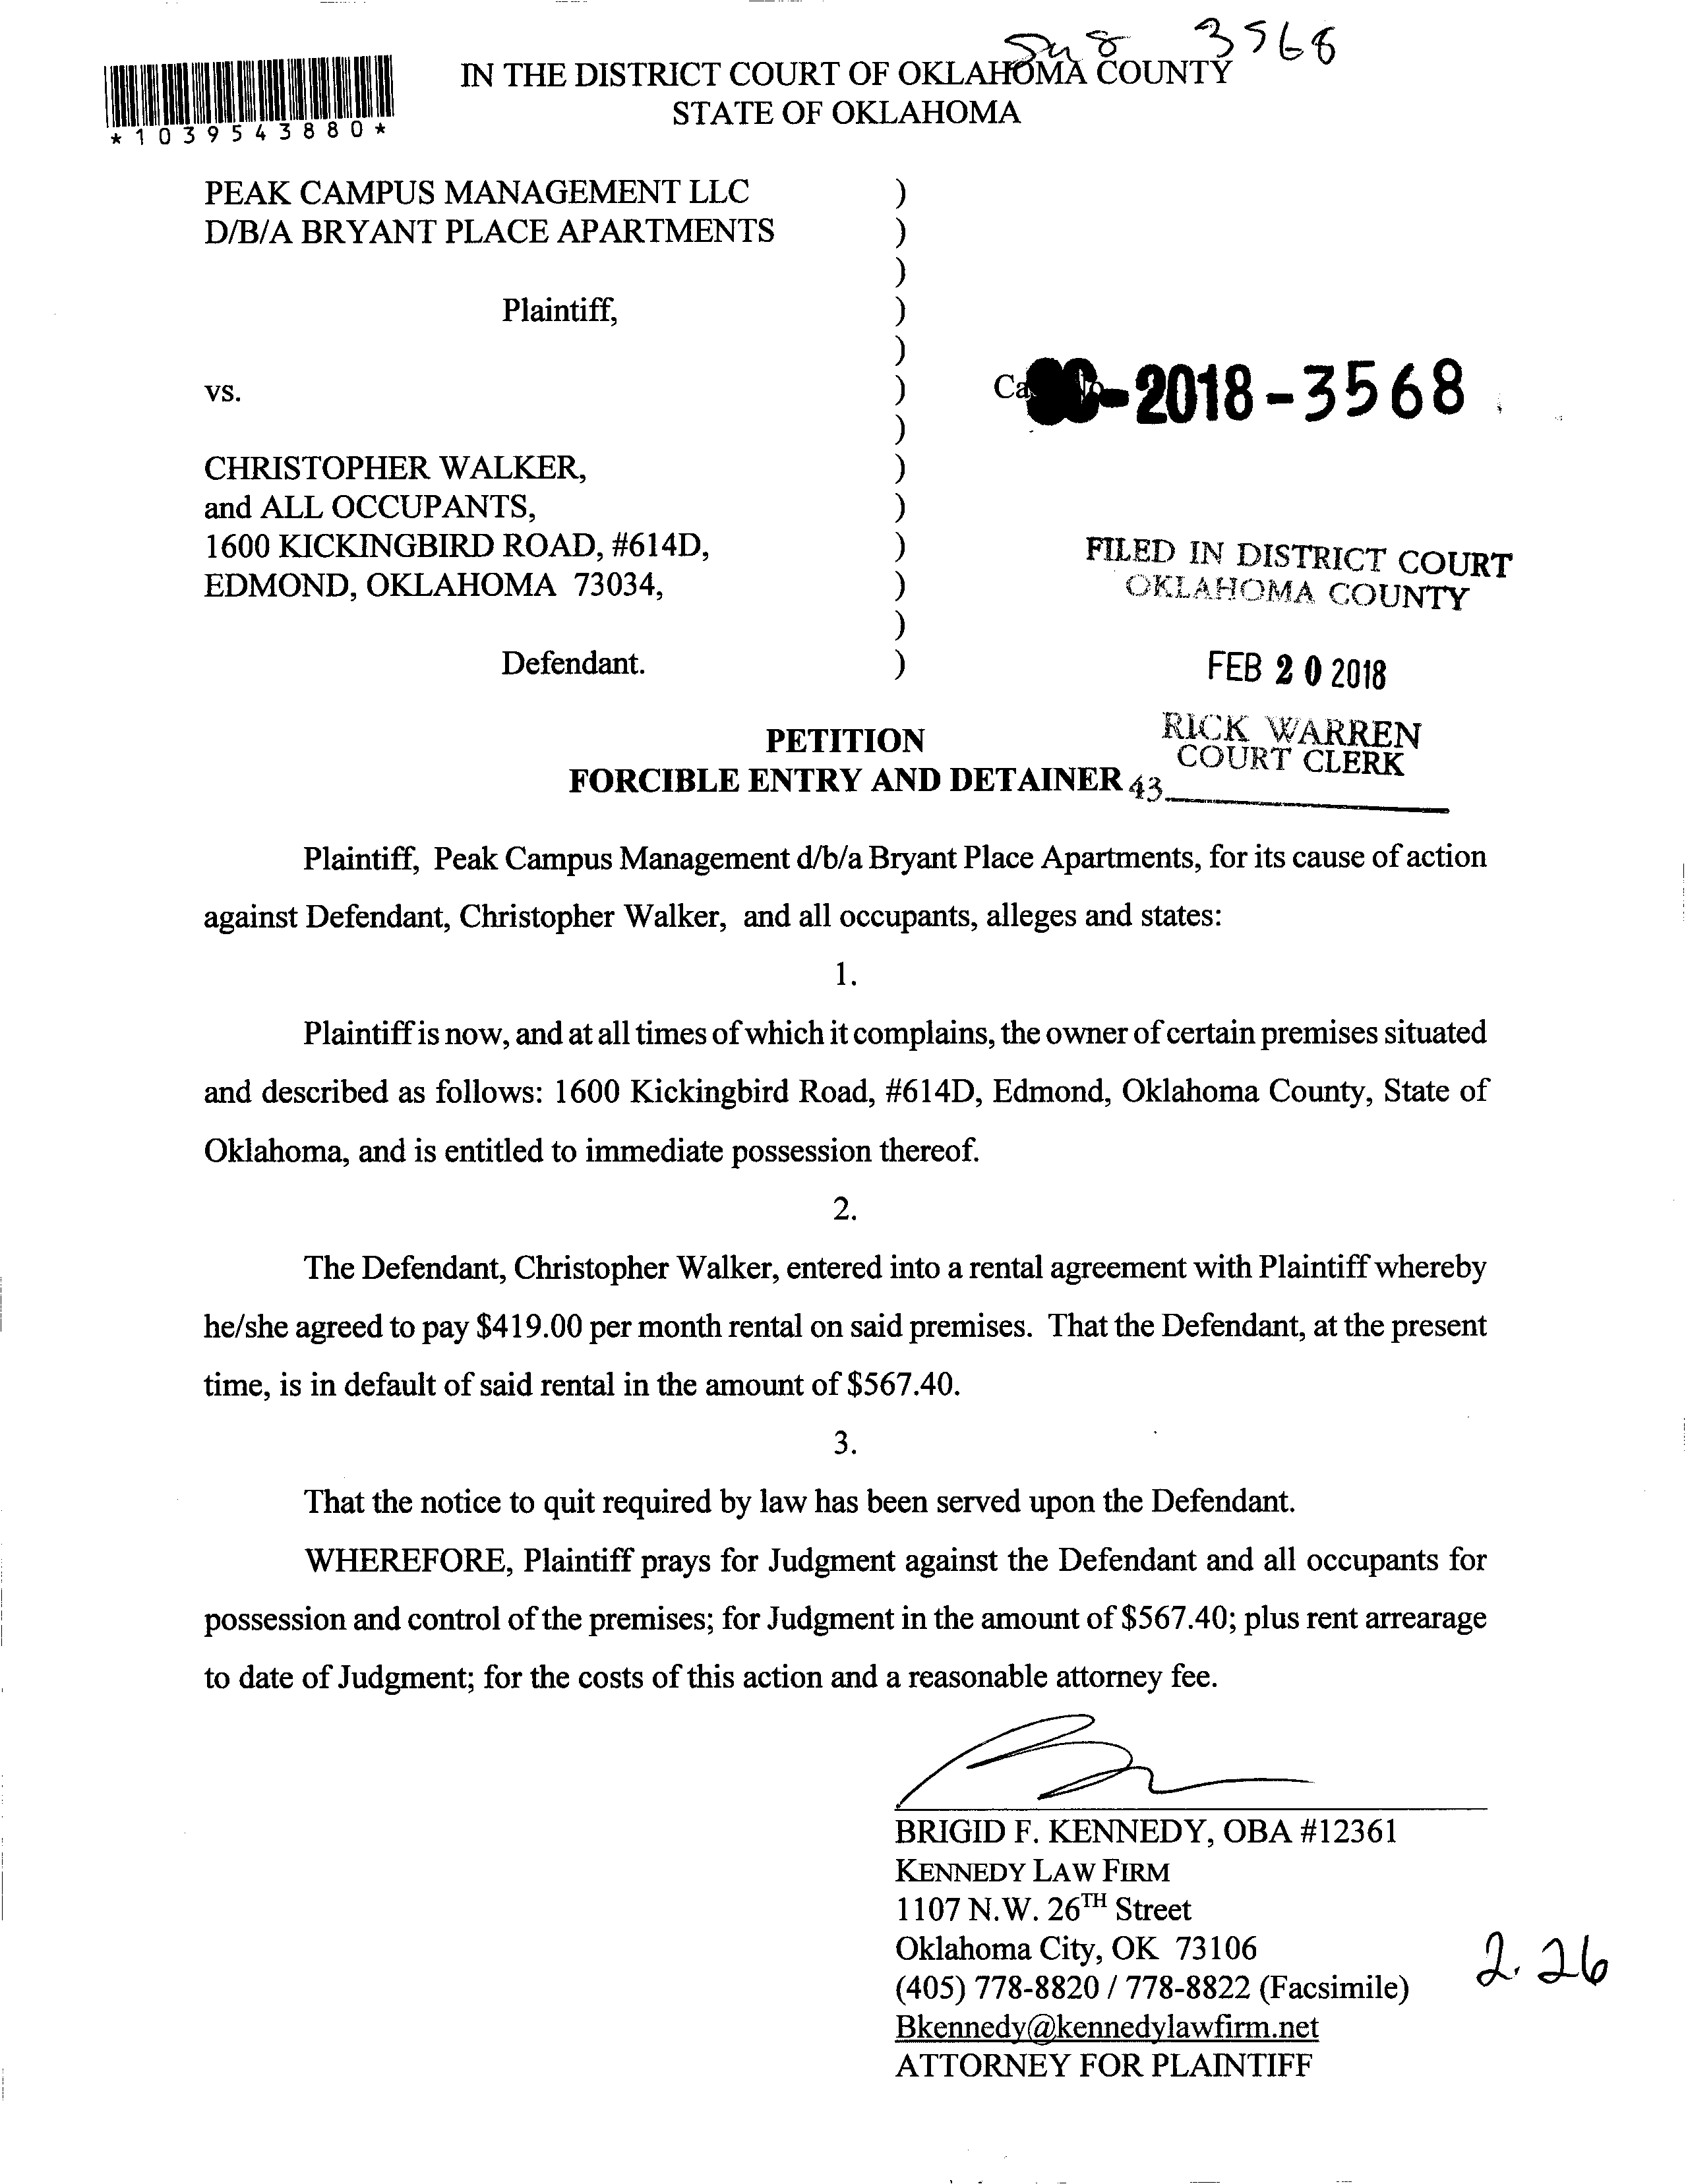 3568
IN THE DISTRICT COURT OF OKLAHOMA COUNTY
STATE OF OKLAHOMA
*1039543880*
PEAK CAMPUS MANAGEMENT LLC )
D/B/A BRYANT PLACE APARTMENTS )
)
Plaintiff, )
)
vs. )
)
-2018-3568
CHRISTOPHER WALKER, )
and ALL OCCUPANTS, )
1600 KICKINGBIRD ROAD, #614D, )
EDMOND, OKLAHOMA 73034, )
)
Defendant. )
FILED IN DISTRICT COURT
OKLAHOMA COUNTY
FEB 20 2018
RICK WARREN
COURT CLERK
43
PETITION
FORCIBLE ENTRY AND DETAINER
Plaintiff, Peak Campus Management d/b/a Bryant Place Apartments, for its cause of action
against Defendant, Christopher Walker, and all occupants, alleges and states:
1.
Plaintiff is now, and at all times of which it complains, the owner of certain premises situated
and described as follows: 1600 Kickingbird Road, #614D, Edmond, Oklahoma County, State of
Oklahoma, and is entitled to immediate possession thereof.
2.
The Defendant, Christopher Walker, entered into a rental agreement with Plaintiff whereby
he/she agreed to pay $419.00 per month rental on said premises. That the Defendant, at the present
time, is in default of said rental in the amount of $567.40.
3.
That the notice to quit required by law has been served upon the Defendant.
WHEREFORE, Plaintiff prays for Judgment against the Defendant and all occupants for
possession and control of the premises; for Judgment in the amount of $567.40; plus rent arrearage
to date of Judgment; for the costs of this action and a reasonable attorney fee.
BRIGID F. KENNEDY, OBA #12361
KENNEDY LAW FIRM
1107 N.W. 26TH Street
Oklahoma City, OK 73106
(405) 778-8820 / 778-8822 (Facsimile)
Bkennedy@kennedylawfirm.net
ATTORNEY FOR PLAINTIFF
2.26